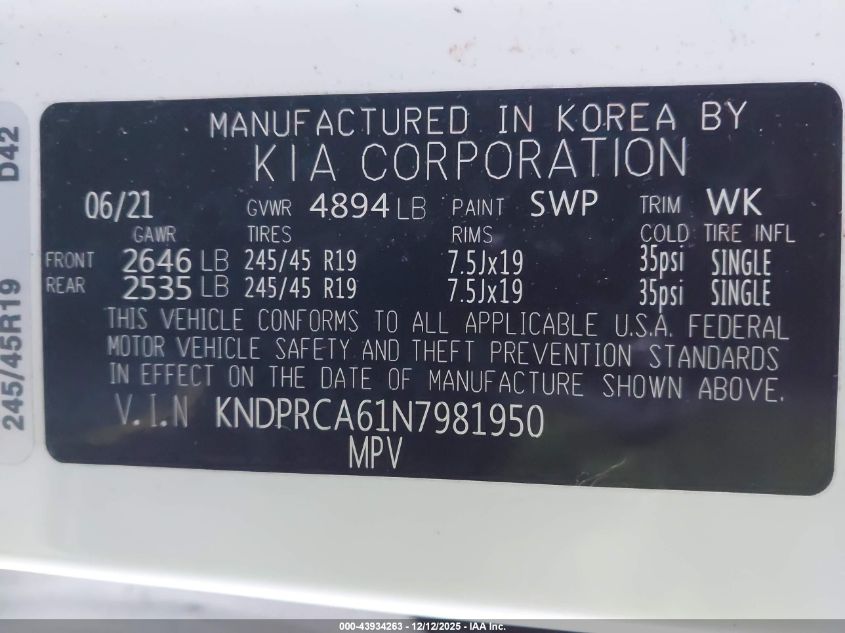 MANUFACTURED IN KOREA BY
KIA CORPORATION
06/21 GVWR 4894 LB PAINT SWP TRIM WK
GAWR TIRES RIMS COLD TIRE INFL
FRONT 2646 LB 245/45 R19 7.5Jx19 35psi SINGLE
REAR 2535 LB 245/45 R19 7.5Jx19 35psi SINGLE
THIS VEHICLE CONFORMS TO ALL APPLICABLE U.S.A. FEDERAL
MOTOR VEHICLE SAFETY AND THEFT PREVENTION STANDARDS
IN EFFECT ON THE DATE OF MANUFACTURE SHOWN ABOVE.
V.I.N KNDPRCA61N7981950
MPV
245/45R19 D42
000-43934263 - 12/12/2025 - IAA Inc.